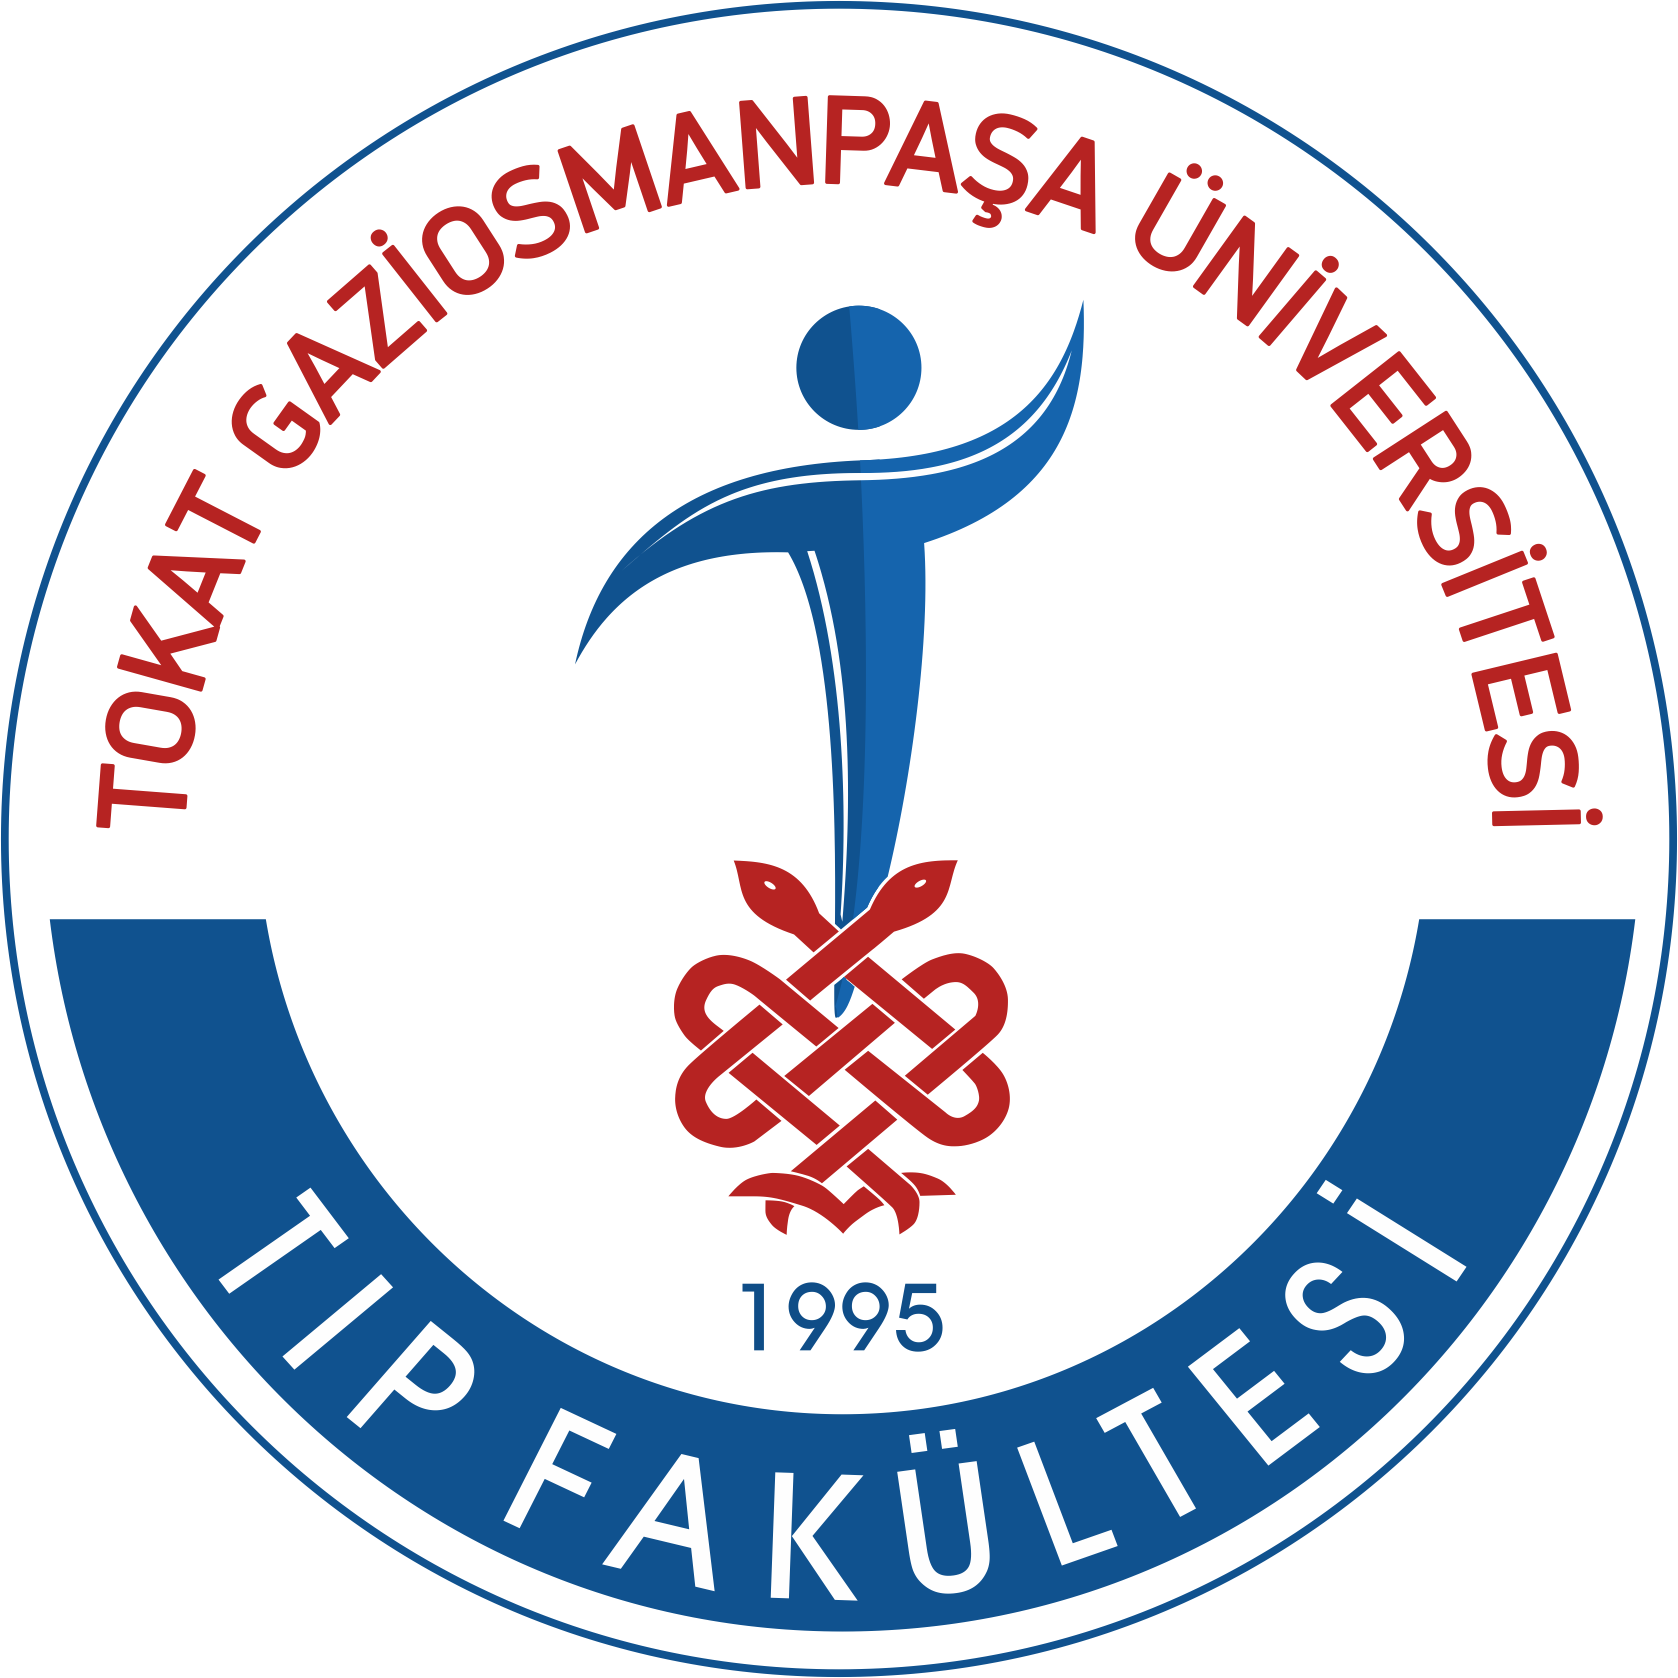 TOKAT GAZİOSMANPAŞA ÜNİVERSİTESİ
1995
TIP FAKÜLTESİ